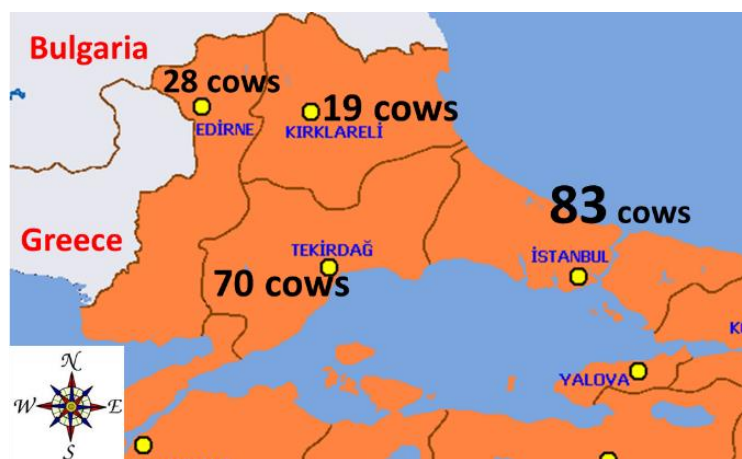 Bulgaria
28 cows
EDİRNE
19 cows
KIRKLARELİ
83 cows
Greece
TEKİRDAĞ
70 cows
İSTANBUL
YALOVA
N
W
E
S